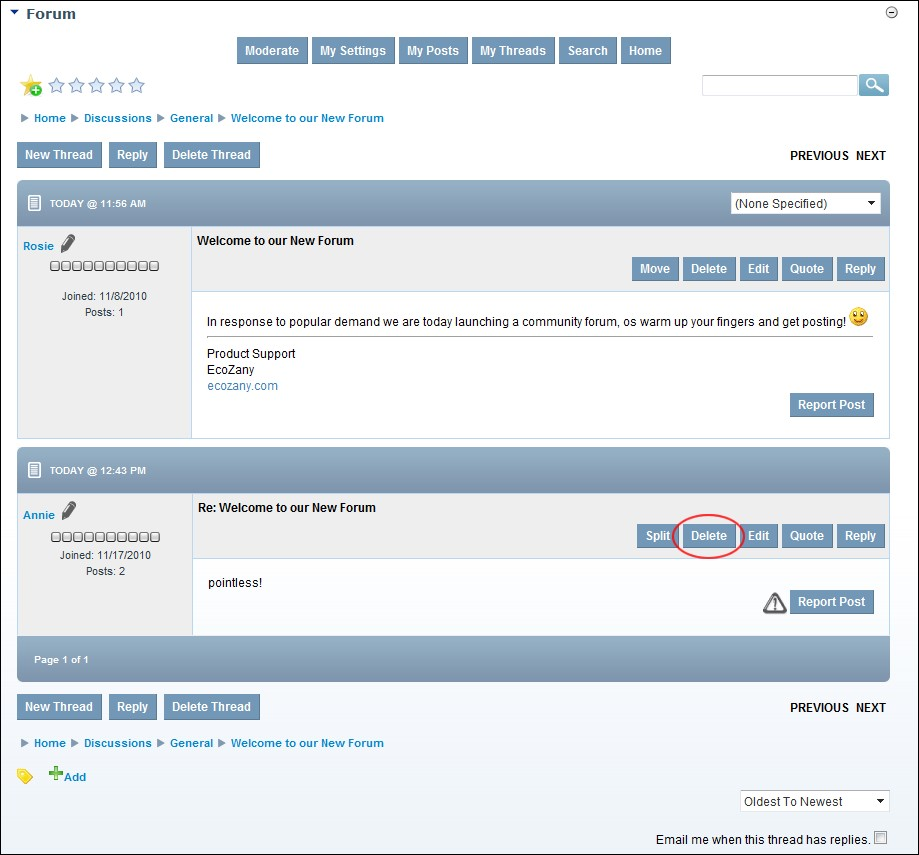 Forum
Moderate My Settings My Posts My Threads Search Home
Home Discussions General Welcome to our New Forum
New Thread Reply Delete Thread PREVIOUS NEXT
TODAY @ 11:56 AM (None Specified)
Rosie Welcome to our New Forum
Move Delete Edit Quote Reply
Joined: 11/8/2010
Posts: 1
In response to popular demand we are today launching a community forum, os warm up your fingers and get posting!
Product Support
EcoZany
ecozany.com
Report Post
TODAY @ 12:43 PM
Annie Re: Welcome to our New Forum
Split Delete Edit Quote Reply
Joined: 11/17/2010
Posts: 2
pointless!
Report Post
Page 1 of 1
New Thread Reply Delete Thread PREVIOUS NEXT
Home Discussions General Welcome to our New Forum
Add
Oldest To Newest
Email me when this thread has replies.